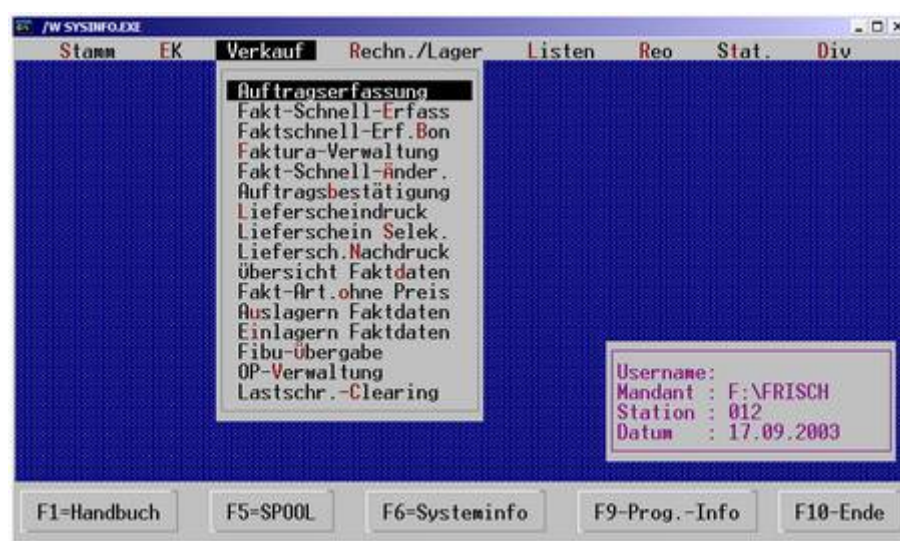 /W SYSINFO.EXE
Stamm EK Verkauf Rechn./Lager Listen Reo Stat. Div
Auftragserfassung
Fakt-Schnell-Erfass
Faktschnell-Erf.Bon
Faktura-Verwaltung
Fakt-Schnell-Änder.
Auftragsbestätigung
Lieferscheindruck
Lieferschein Selek.
Liefersch.Nachdruck
Übersicht Faktdaten
Fakt-Art.ohne Preis
Auslagern Faktdaten
Einlagern Faktdaten
Fibu-Übergabe
OP-Verwaltung
Lastschr.-Clearing
Username:
Mandant : F:\FRISCH
Station : 012
Datum : 17.09.2003
F1=Handbuch F5=SPOOL F6=Systeminfo F9-Prog.-Info F10-Ende